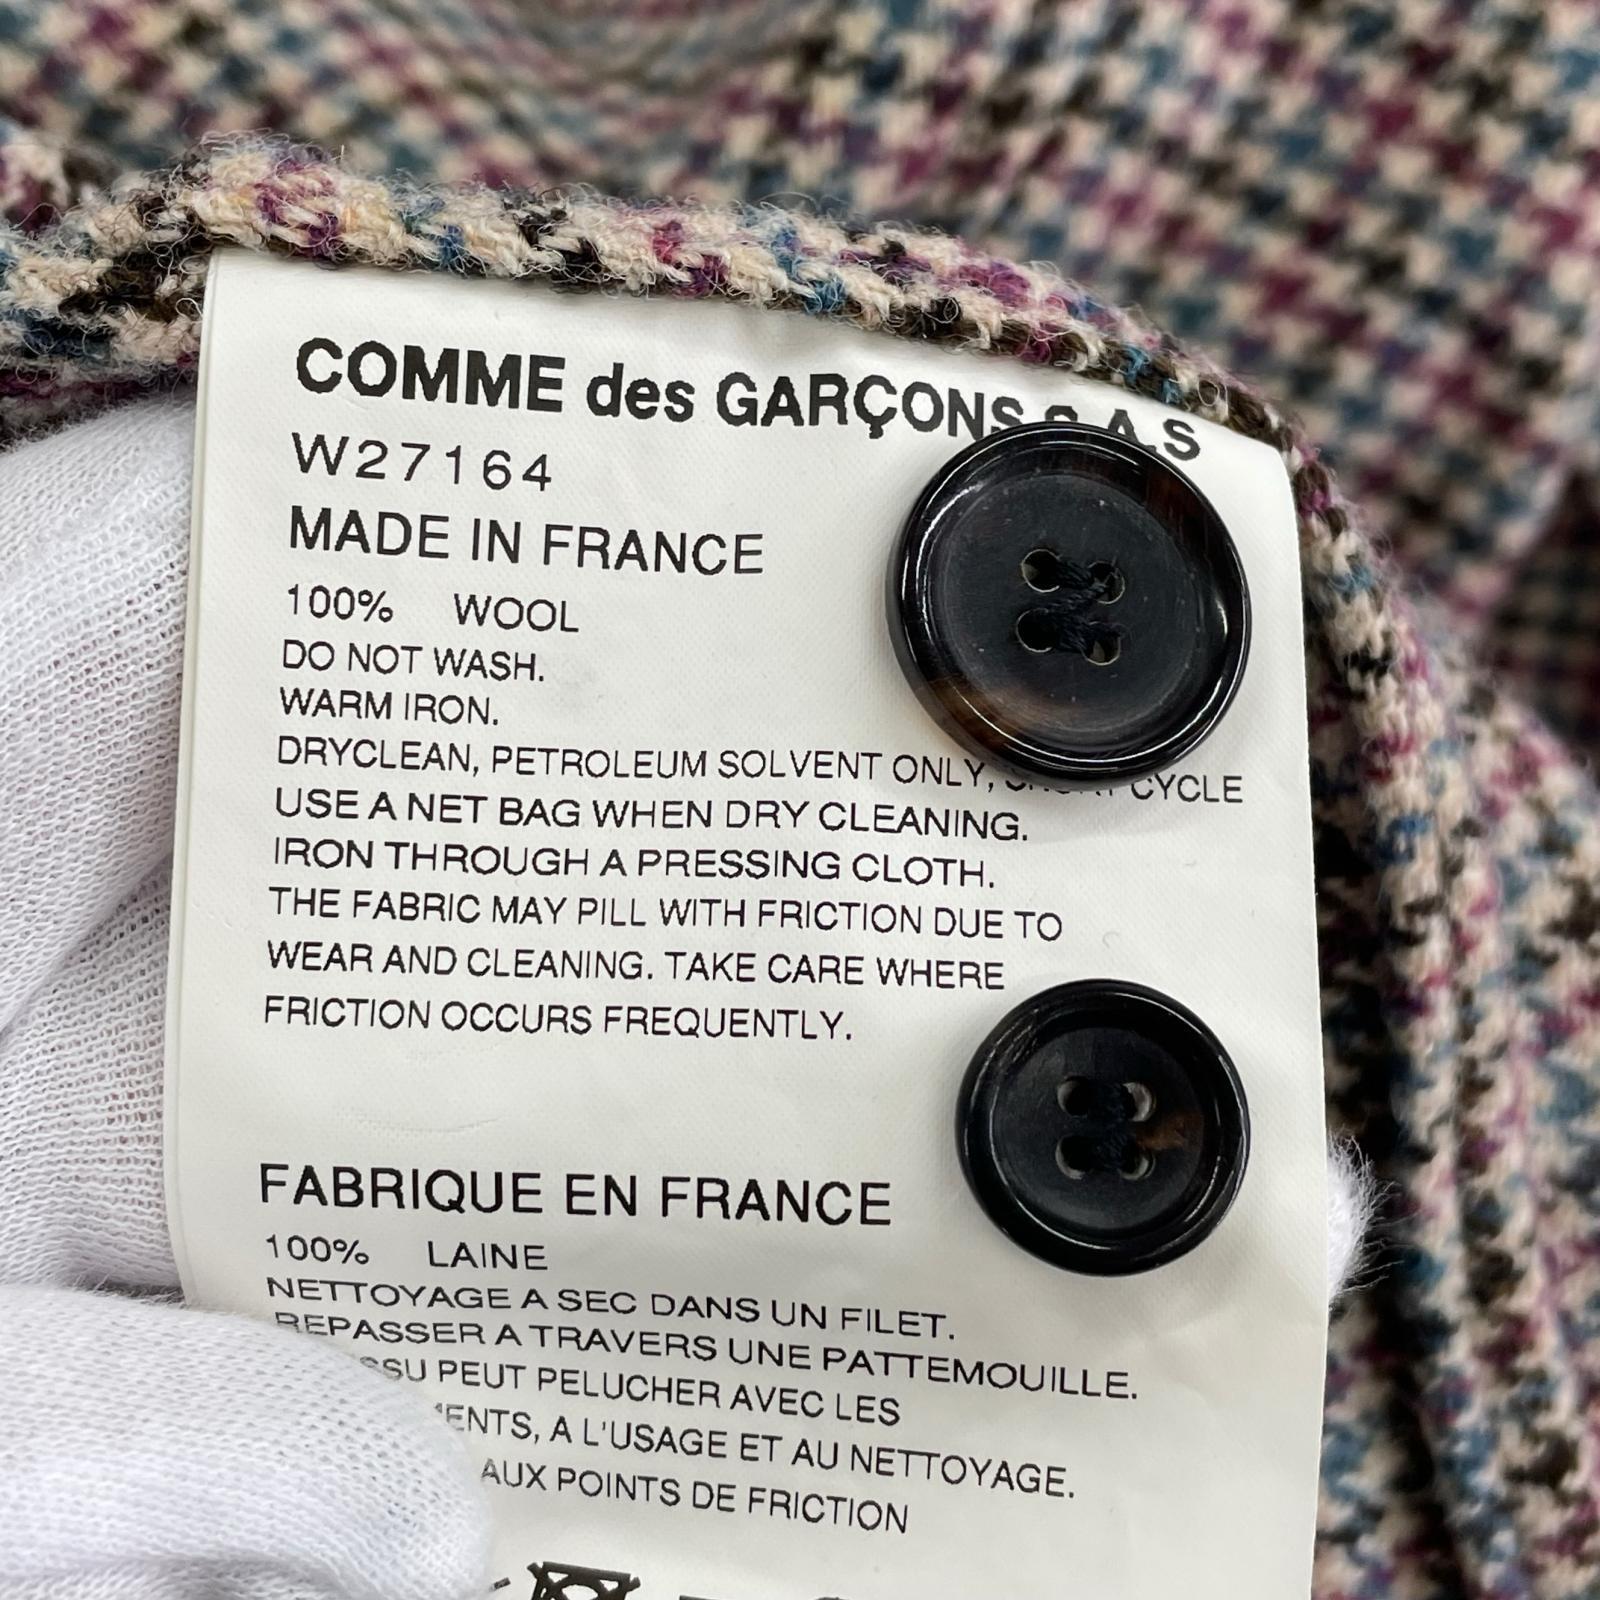 COMME des GARÇONS S.A.S
W27164
MADE IN FRANCE
100% WOOL
DO NOT WASH.
WARM IRON.
DRYCLEAN, PETROLEUM SOLVENT ONLY, CYCLE
USE A NET BAG WHEN DRY CLEANING.
IRON THROUGH A PRESSING CLOTH.
THE FABRIC MAY PILL WITH FRICTION DUE TO
WEAR AND CLEANING. TAKE CARE WHERE
FRICTION OCCURS FREQUENTLY.
FABRIQUE EN FRANCE
100% LAINE
NETTOYAGE A SEC DANS UN FILET.
REPASSER A TRAVERS UNE PATTEMOUILLE.
PEUT PELUCHER AVEC LES
A L'USAGE ET AU NETTOYAGE.
AUX POINTS DE FRICTION